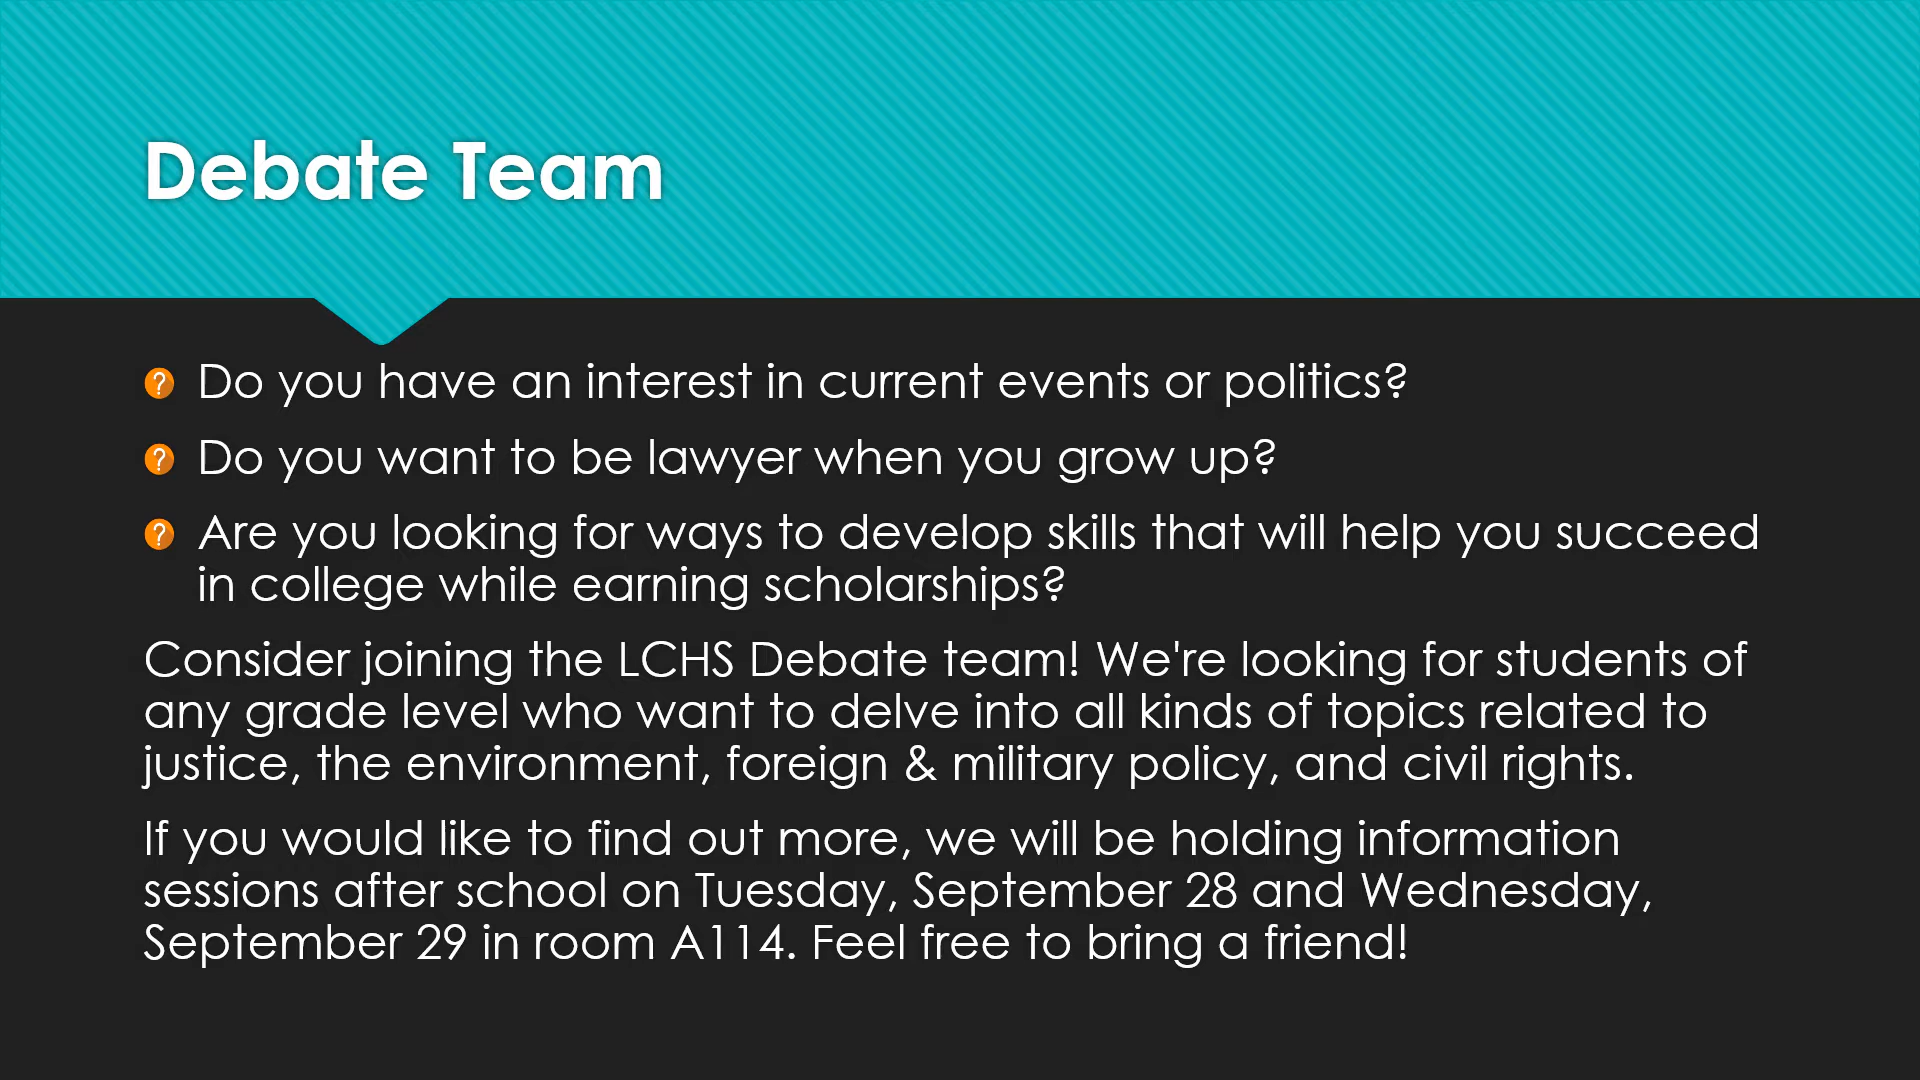 Debate Team
Do you have an interest in current events or politics?
Do you want to be lawyer when you grow up?
Are you looking for ways to develop skills that will help you succeed
in college while earning scholarships?
Consider joining the LCHS Debate team! We're looking for students of
any grade level who want to delve into all kinds of topics related to
justice, the environment, foreign & military policy, and civil rights.
If you would like to find out more, we will be holding information
sessions after school on Tuesday, September 28 and Wednesday,
September 29 in room A114. Feel free to bring a friend!